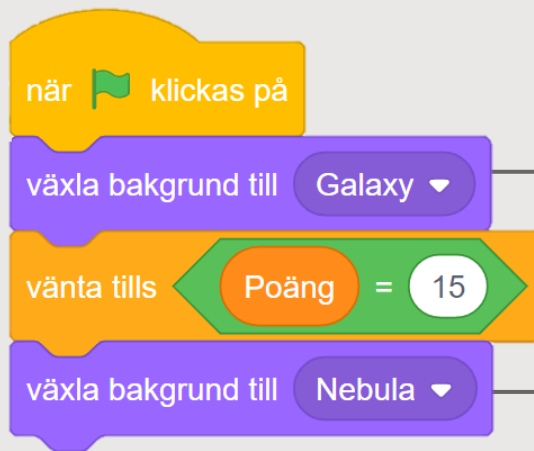 när klickas på
växla bakgrund till Galaxy
vänta tills Poäng = 15
växla bakgrund till Nebula